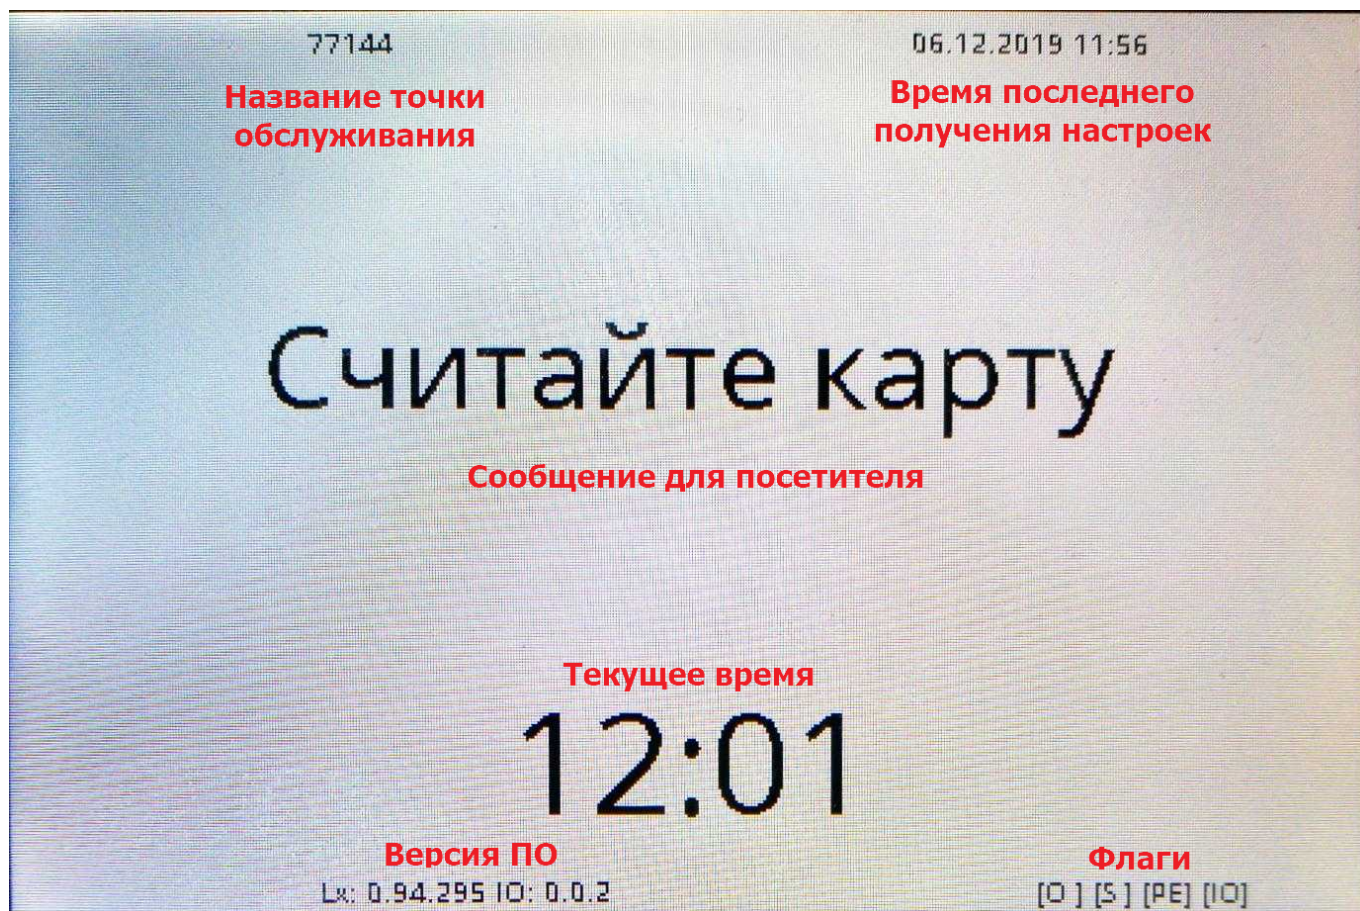 77144
06.12.2019 11:56
Название точки
обслуживания
Время последнего
получения настроек
Считайте карту
Сообщение для посетителя
Текущее время
12:01
Версия ПО
Флаги
Lx: 0.94.295 IO: 0.0.2
[O ] [S ] [PE] [IO]